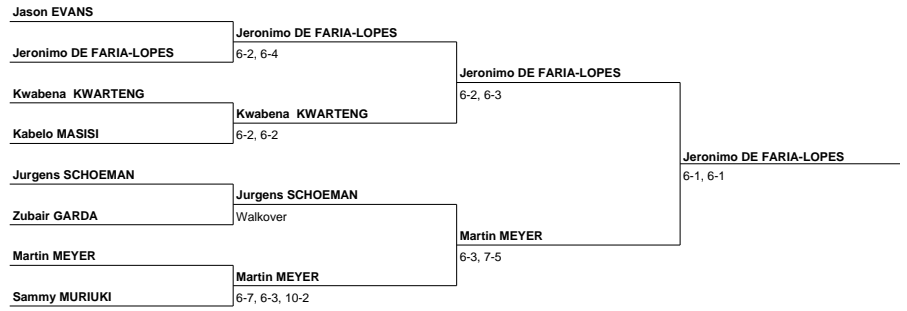 Jason EVANS
Jeronimo DE FARIA-LOPES
6-2, 6-4
Jeronimo DE FARIA-LOPES
Jeronimo DE FARIA-LOPES
6-2, 6-3
Kwabena  KWARTENG
Kwabena  KWARTENG
6-2, 6-2
Kabelo MASISI
Jeronimo DE FARIA-LOPES
6-1, 6-1
Jurgens SCHOEMAN
Jurgens SCHOEMAN
Walkover
Zubair GARDA
Martin MEYER
6-3, 7-5
Martin MEYER
Martin MEYER
6-7, 6-3, 10-2
Sammy MURIUKI